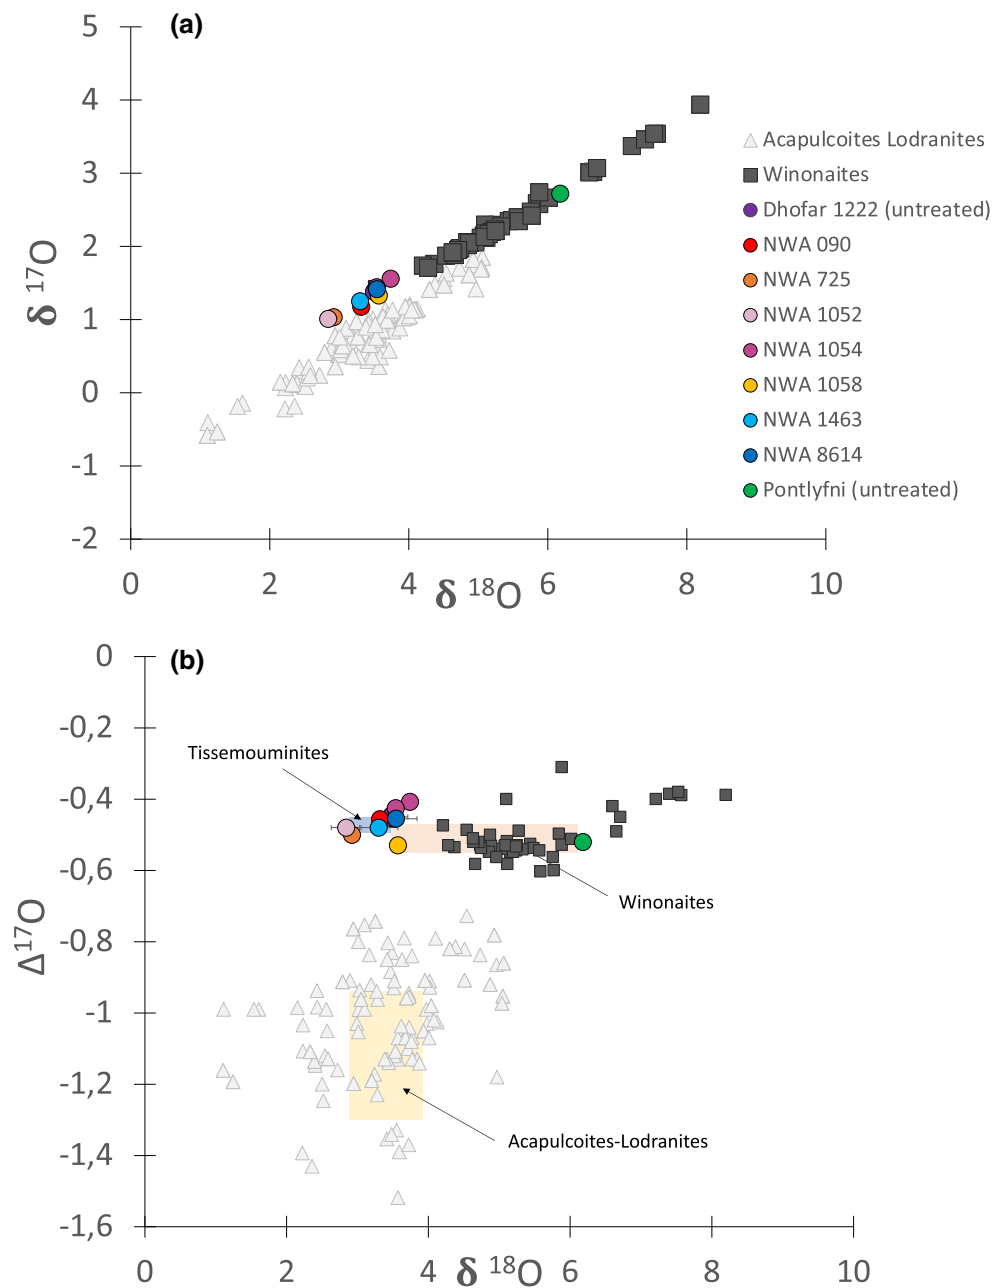 (a)
5
4
3
2
1
0
-1
-2
δ ¹⁷O
0
2
4
6
8
10
δ ¹⁸O
Acapulcoites Lodranites
Winonaites
Dhofar 1222 (untreated)
NWA 090
NWA 725
NWA 1052
NWA 1054
NWA 1058
NWA 1463
NWA 8614
Pontlyfni (untreated)
(b)
0
-0,2
-0,4
-0,6
-0,8
-1
-1,2
-1,4
-1,6
Δ¹⁷O
Tissemouminites
Winonaites
Acapulcoites-Lodranites
0
2
4
6
8
10
δ ¹⁸O